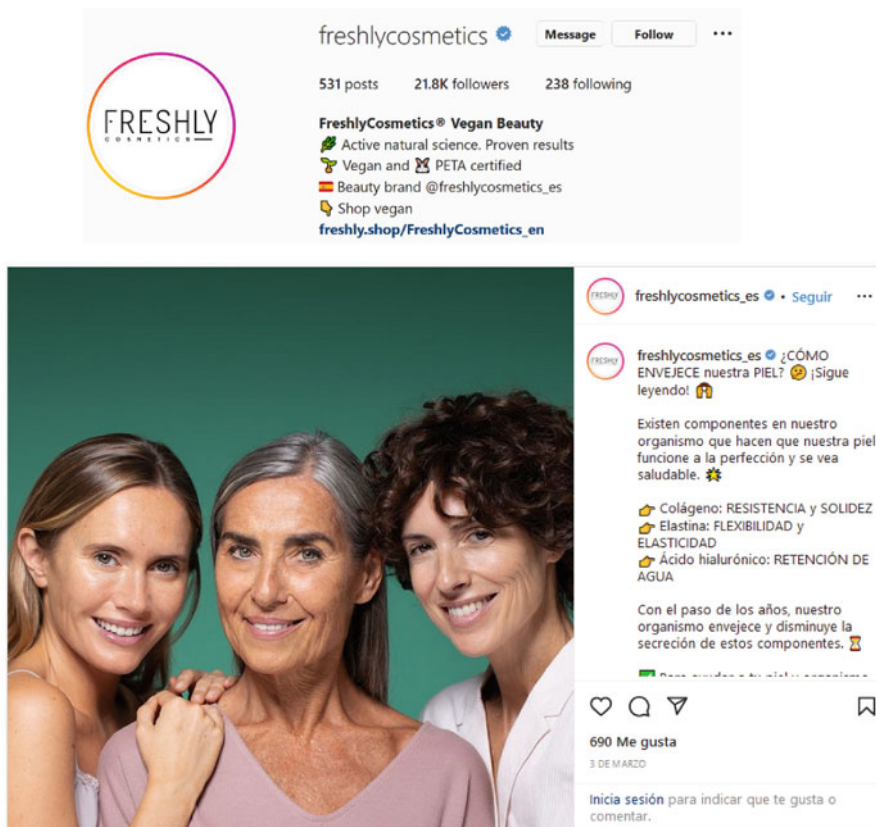 freshlycosmetics
Message
Follow
531 posts 21.8K followers 238 following
FRESHLY
COSMETICS
FreshlyCosmetics® Vegan Beauty
Active natural science. Proven results
Vegan and PETA certified
Beauty brand @freshlycosmetics_es
Shop vegan
freshly.shop/FreshlyCosmetics_en
FRESHLY
freshlycosmetics_es • Seguir
FRESHLY
freshlycosmetics_es ¿CÓMO
ENVEJECE nuestra PIEL? ¡Sigue
leyendo!
Existen componentes en nuestro
organismo que hacen que nuestra piel
funcione a la perfección y se vea
saludable.
Colágeno: RESISTENCIA y SOLIDEZ
Elastina: FLEXIBILIDAD y
ELASTICIDAD
Ácido hialurónico: RETENCIÓN DE
AGUA
Con el paso de los años, nuestro
organismo envejece y disminuye la
secreción de estos componentes.
690 Me gusta
3 DE MARZO
Inicia sesión para indicar que te gusta o
comentar.